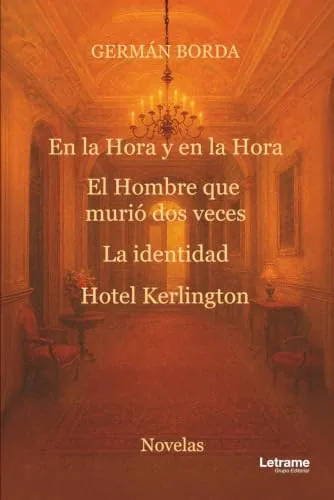 GERMÁN BORDA
En la Hora y en la Hora
El Hombre que
murió dos veces
La identidad
Hotel Kerlington
Novelas
Letrame
Grupo Editorial